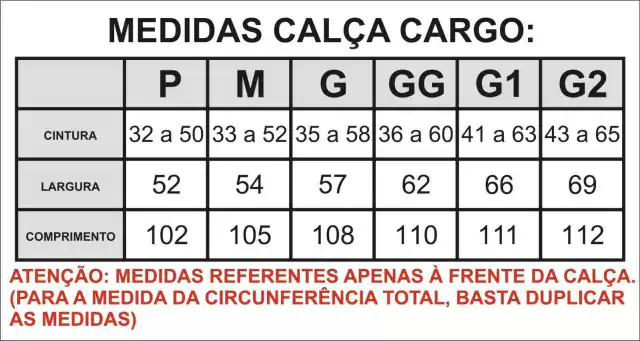 MEDIDAS CALÇA CARGO:
P M G GG G1 G2
CINTURA 32 a 50 33 a 52 35 a 58 36 a 60 41 a 63 43 a 65
LARGURA 52 54 57 62 66 69
COMPRIMENTO 102 105 108 110 111 112
ATENÇÃO: MEDIDAS REFERENTES APENAS À FRENTE DA CALÇA.
(PARA A MEDIDA DA CIRCUNFERÊNCIA TOTAL, BASTA DUPLICAR
AS MEDIDAS)